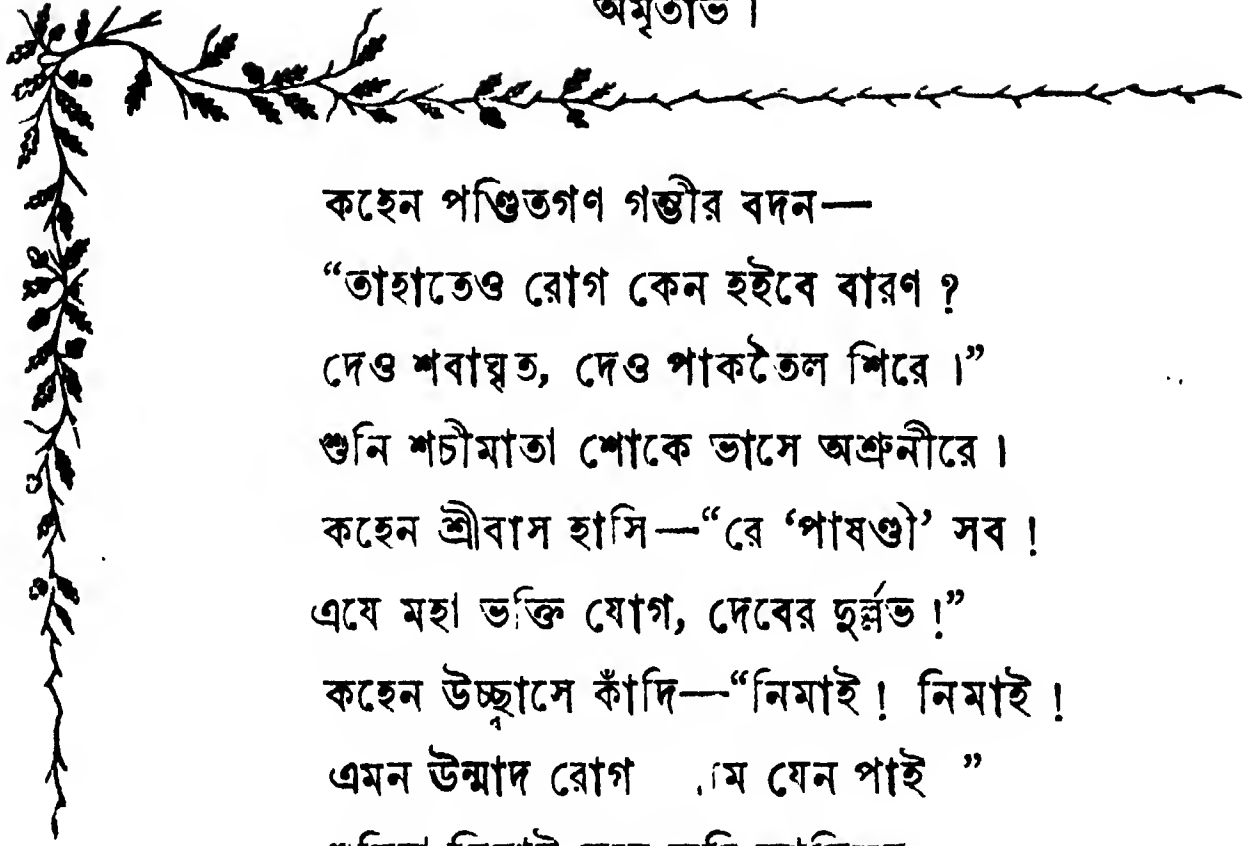 অমৃতাভ।
কহেন পণ্ডিতগণ গম্ভীর বদন—
“তাহাতেও রোগ কেন হইবে বারণ ?
দেও শবাঘ্বত, দেও পাকতৈল শিরে।”
শুনি শচীমাতা শোকে ভাসে অশ্রুনীরে।
কহেন শ্রীবাস হাসি—“রে ‘পাষণ্ডী’ সব !
এযে মহা ভক্তি যোগ, দেবের দুর্ল্লভ !”
কহেন উচ্ছ্বাসে কাঁদি—“নিমাই ! নিমাই !
এমন উন্মাদ রোগ যেন পাই ”